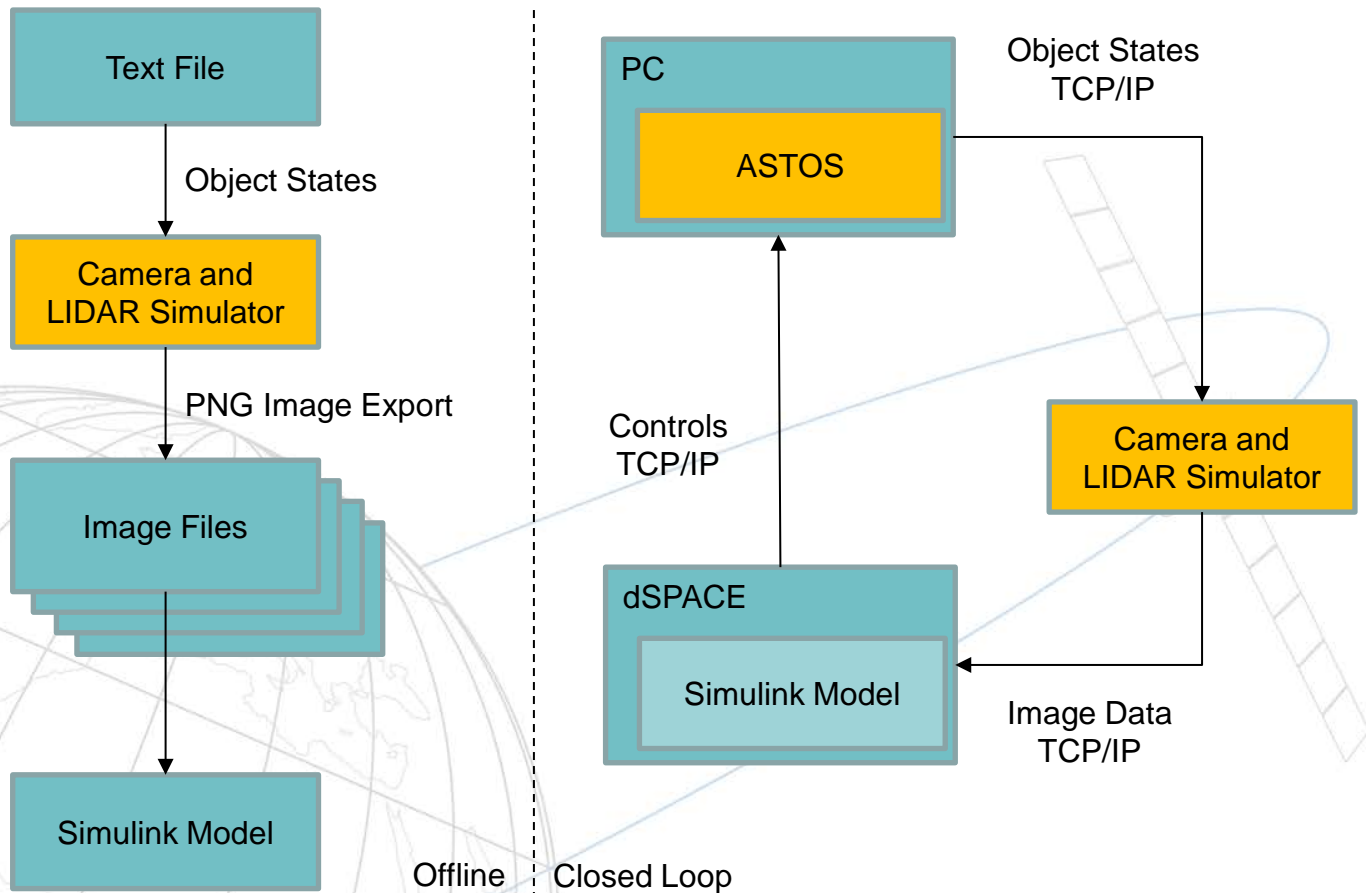 Text File
Object States
Camera and
LIDAR Simulator
PNG Image Export
Image Files
Simulink Model
Offline
PC
ASTOS
Object States
TCP/IP
Camera and
LIDAR Simulator
Controls
TCP/IP
dSPACE
Simulink Model
Image Data
TCP/IP
Closed Loop